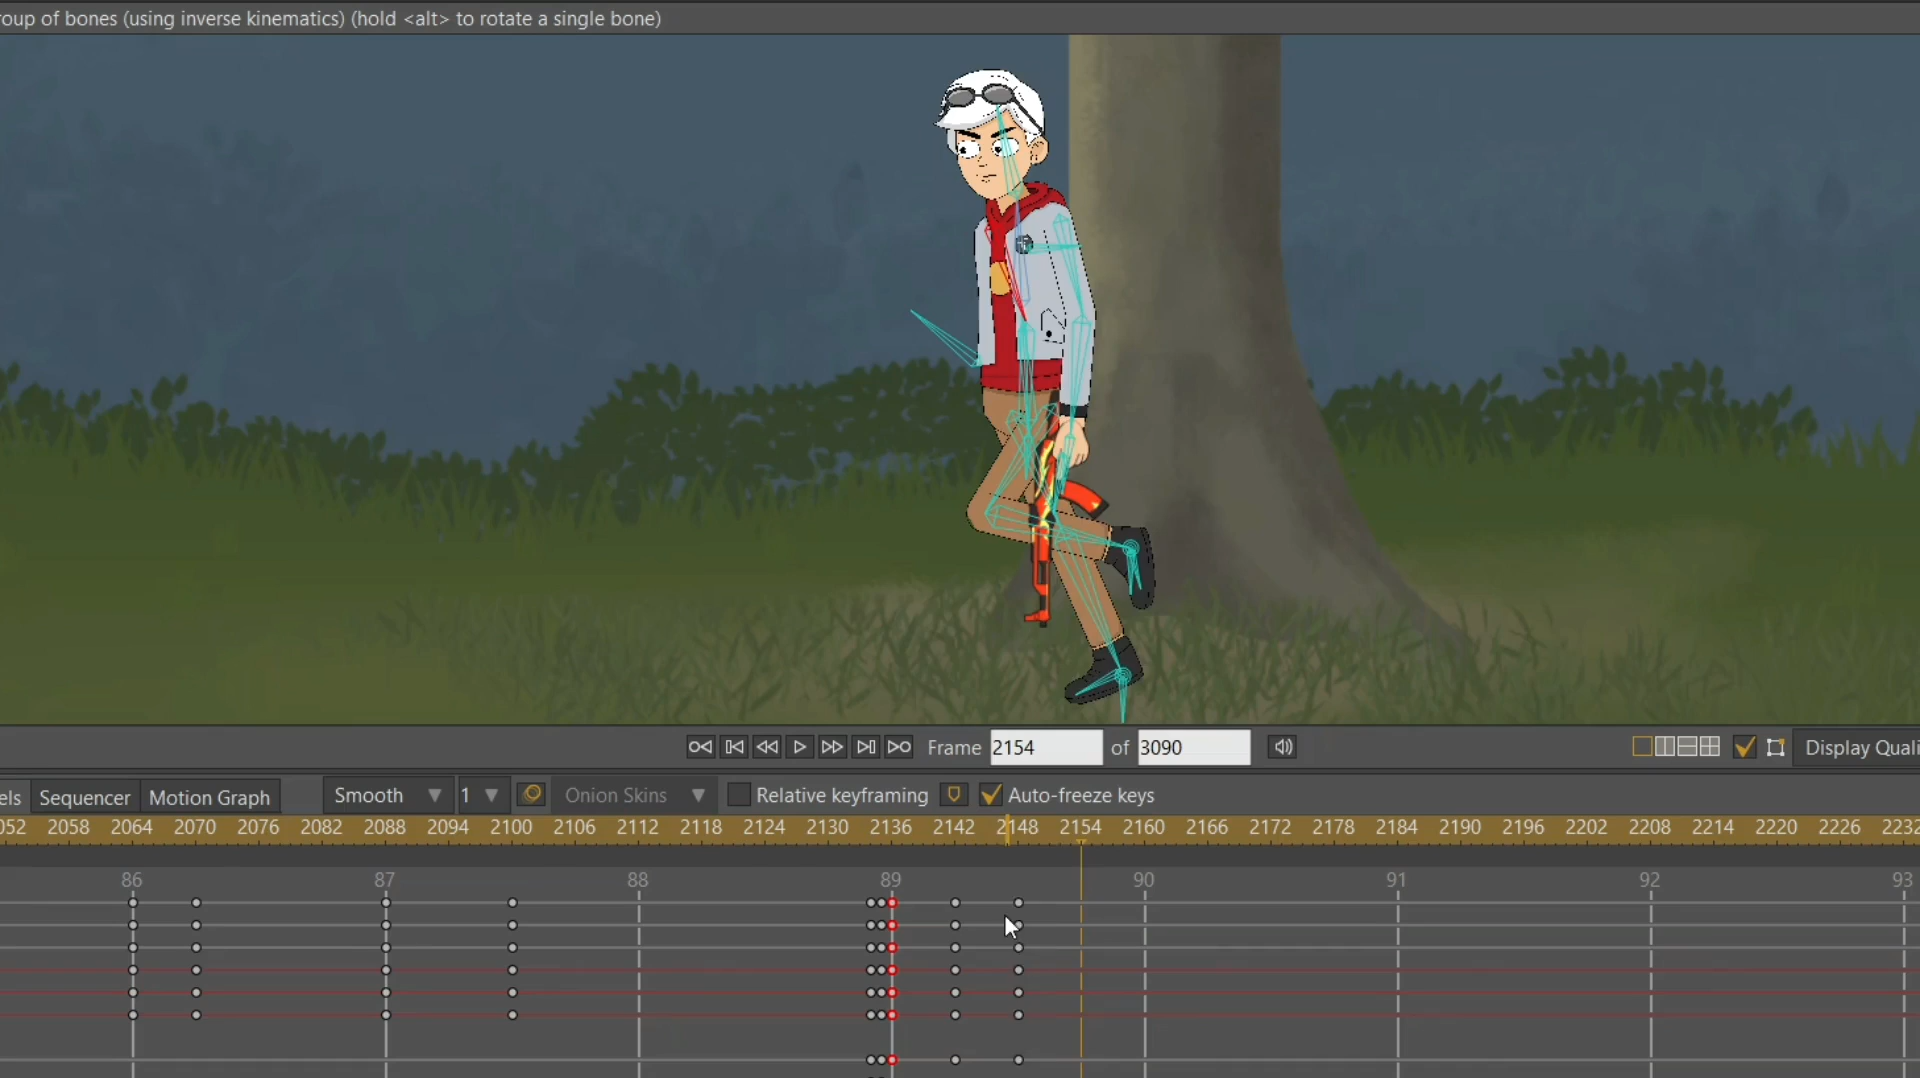 roup of bones (using inverse kinematics) (hold <alt> to rotate a single bone)
Frame 2154 of 3090 Display Quali
els Sequencer Motion Graph Smooth 1 Onion Skins Relative keyframing Auto-freeze keys
052 2058 2064 2070 2076 2082 2088 2094 2100 2106 2112 2118 2124 2130 2136 2142 2148 2154 2160 2166 2172 2178 2184 2190 2196 2202 2208 2214 2220 2226 2232
86 87 88 89 90 91 92 93